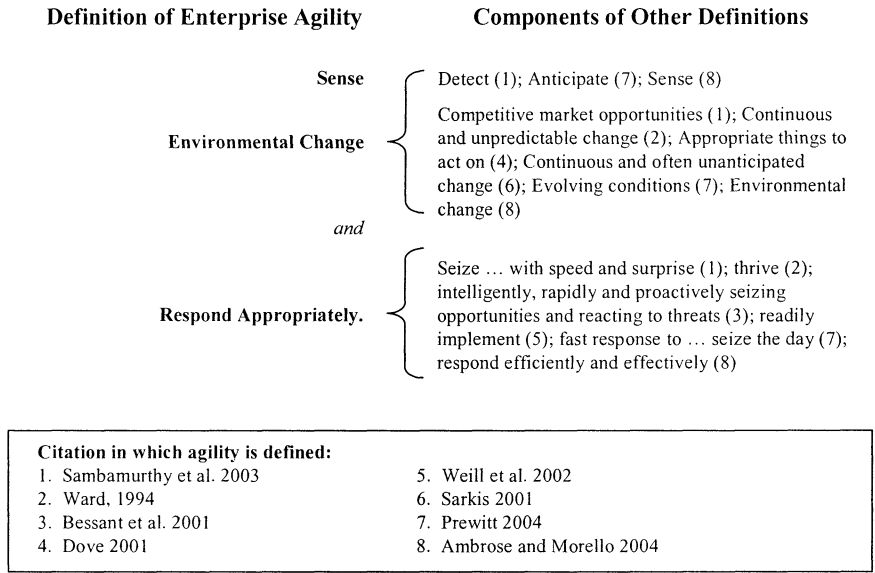 Definition of Enterprise Agility
Components of Other Definitions
Sense
Detect (1); Anticipate (7); Sense (8)
Environmental Change
Competitive market opportunities (1); Continuous
and unpredictable change (2); Appropriate things to
act on (4); Continuous and often unanticipated
change (6); Evolving conditions (7); Environmental
change (8)
and
Respond Appropriately.
Seize ... with speed and surprise (1); thrive (2);
intelligently, rapidly and proactively seizing
opportunities and reacting to threats (3); readily
implement (5); fast response to ... seize the day (7);
respond efficiently and effectively (8)
Citation in which agility is defined:
1. Sambamurthy et al. 2003
2. Ward, 1994
3. Bessant et al. 2001
4. Dove 2001
5. Weill et al. 2002
6. Sarkis 2001
7. Prewitt 2004
8. Ambrose and Morello 2004